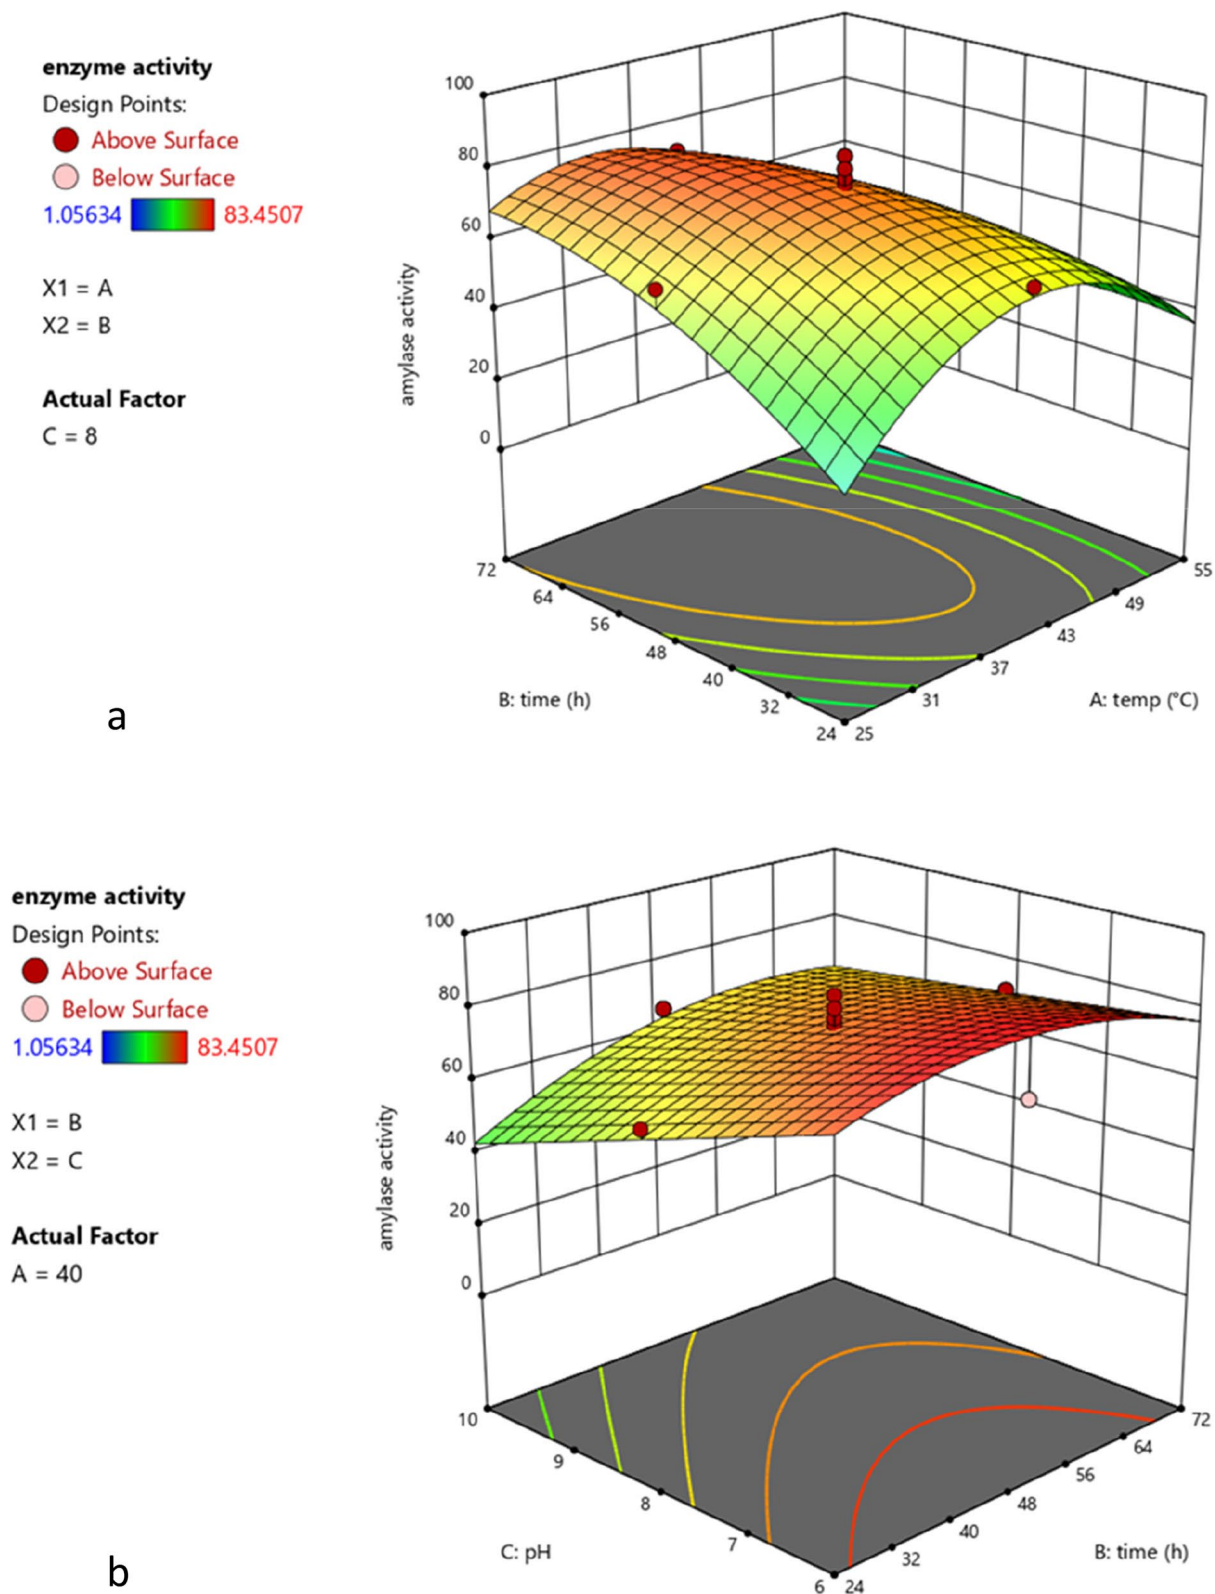 enzyme activity
Design Points:
Above Surface
Below Surface
1.05634 83.4507
X1 = A
X2 = B
Actual Factor
C = 8
100
80
60
40
20
0
amylase activity
72
64
56
48
40
32
24
25
31
37
43
49
55
B: time (h)
A: temp (°C)
a
enzyme activity
Design Points:
Above Surface
Below Surface
1.05634 83.4507
X1 = B
X2 = C
Actual Factor
A = 40
100
80
60
40
20
0
amylase activity
10
9
8
7
6
24
32
40
48
56
64
72
C: pH
B: time (h)
b